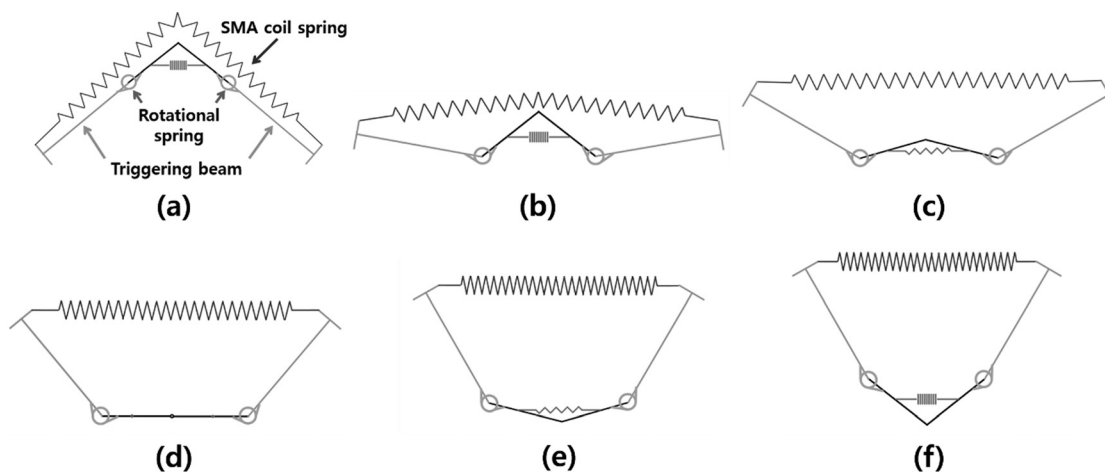 SMA coil spring
Rotational
spring
Triggering beam
(a)
(b)
(c)
(d)
(e)
(f)